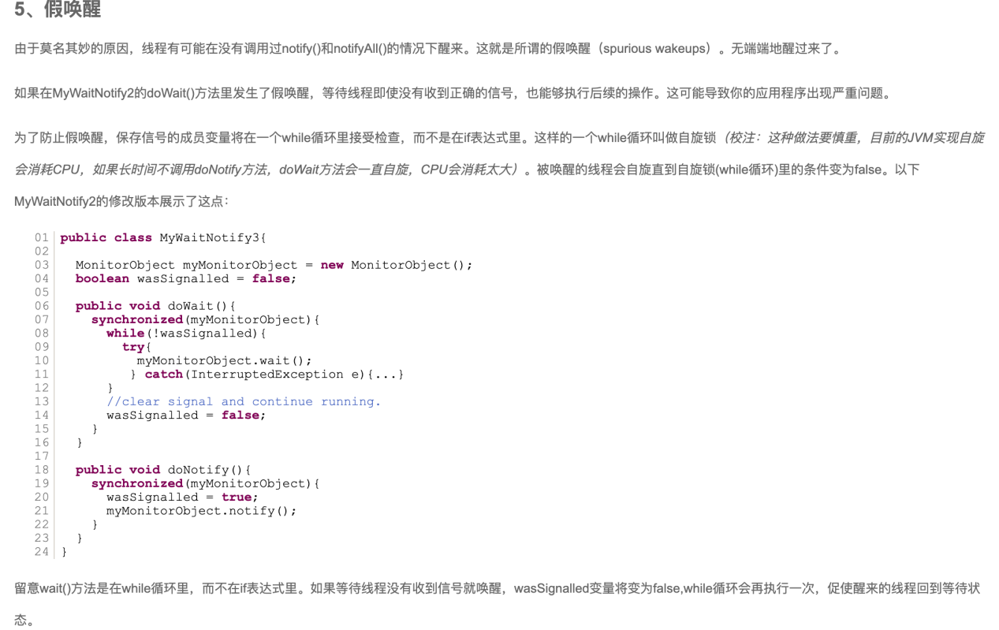 5、假唤醒
由于莫名其妙的原因，线程有可能在没有调用过notify()和notifyAll()的情况下醒来。这就是所谓的假唤醒（spurious wakeups）。无端端地醒过来了。
如果在MyWaitNotify2的doWait()方法里发生了假唤醒，等待线程即使没有收到正确的信号，也能够执行后续的操作。这可能导致你的应用程序出现严重问题。
为了防止假唤醒，保存信号的成员变量将在一个while循环里接受检查，而不是在if表达式里。这样的一个while循环叫做自旋锁（校注：这种做法要慎重，目前的JVM实现自旋
会消耗CPU，如果长时间不调用doNotify方法，doWait方法会一直自旋，CPU会消耗太大）。被唤醒的线程会自旋直到自旋锁(while循环)里的条件变为false。以下
MyWaitNotify2的修改版本展示了这点：
01 public class MyWaitNotify3{
02
03   MonitorObject myMonitorObject = new MonitorObject();
04   boolean wasSignalled = false;
05
06   public void doWait(){
07     synchronized(myMonitorObject){
08       while(!wasSignalled){
09         try{
10           myMonitorObject.wait();
11          } catch(InterruptedException e){...}
12       }
13       //clear signal and continue running.
14       wasSignalled = false;
15     }
16   }
17
18   public void doNotify(){
19     synchronized(myMonitorObject){
20       wasSignalled = true;
21       myMonitorObject.notify();
22     }
23   }
24 }
留意wait()方法是在while循环里，而不在if表达式里。如果等待线程没有收到信号就唤醒，wasSignalled变量将变为false,while循环会再执行一次，促使醒来的线程回到等待状
态。